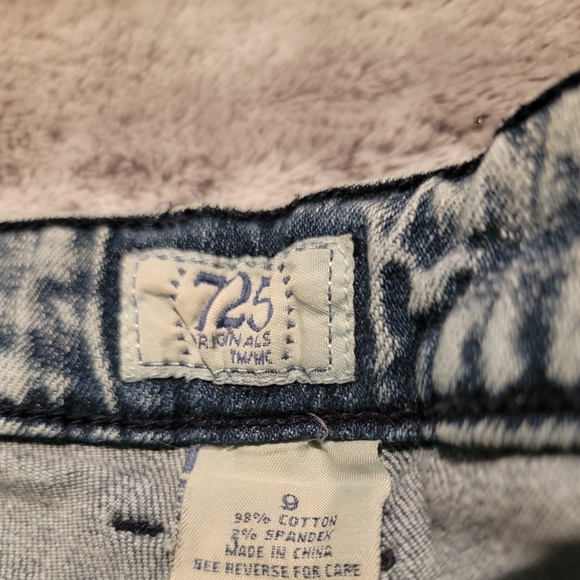 725
RIGINALS
TM/MC
9
98% COTTON
2% SPANDEX
MADE IN CHINA
SEE REVERSE FOR CARE